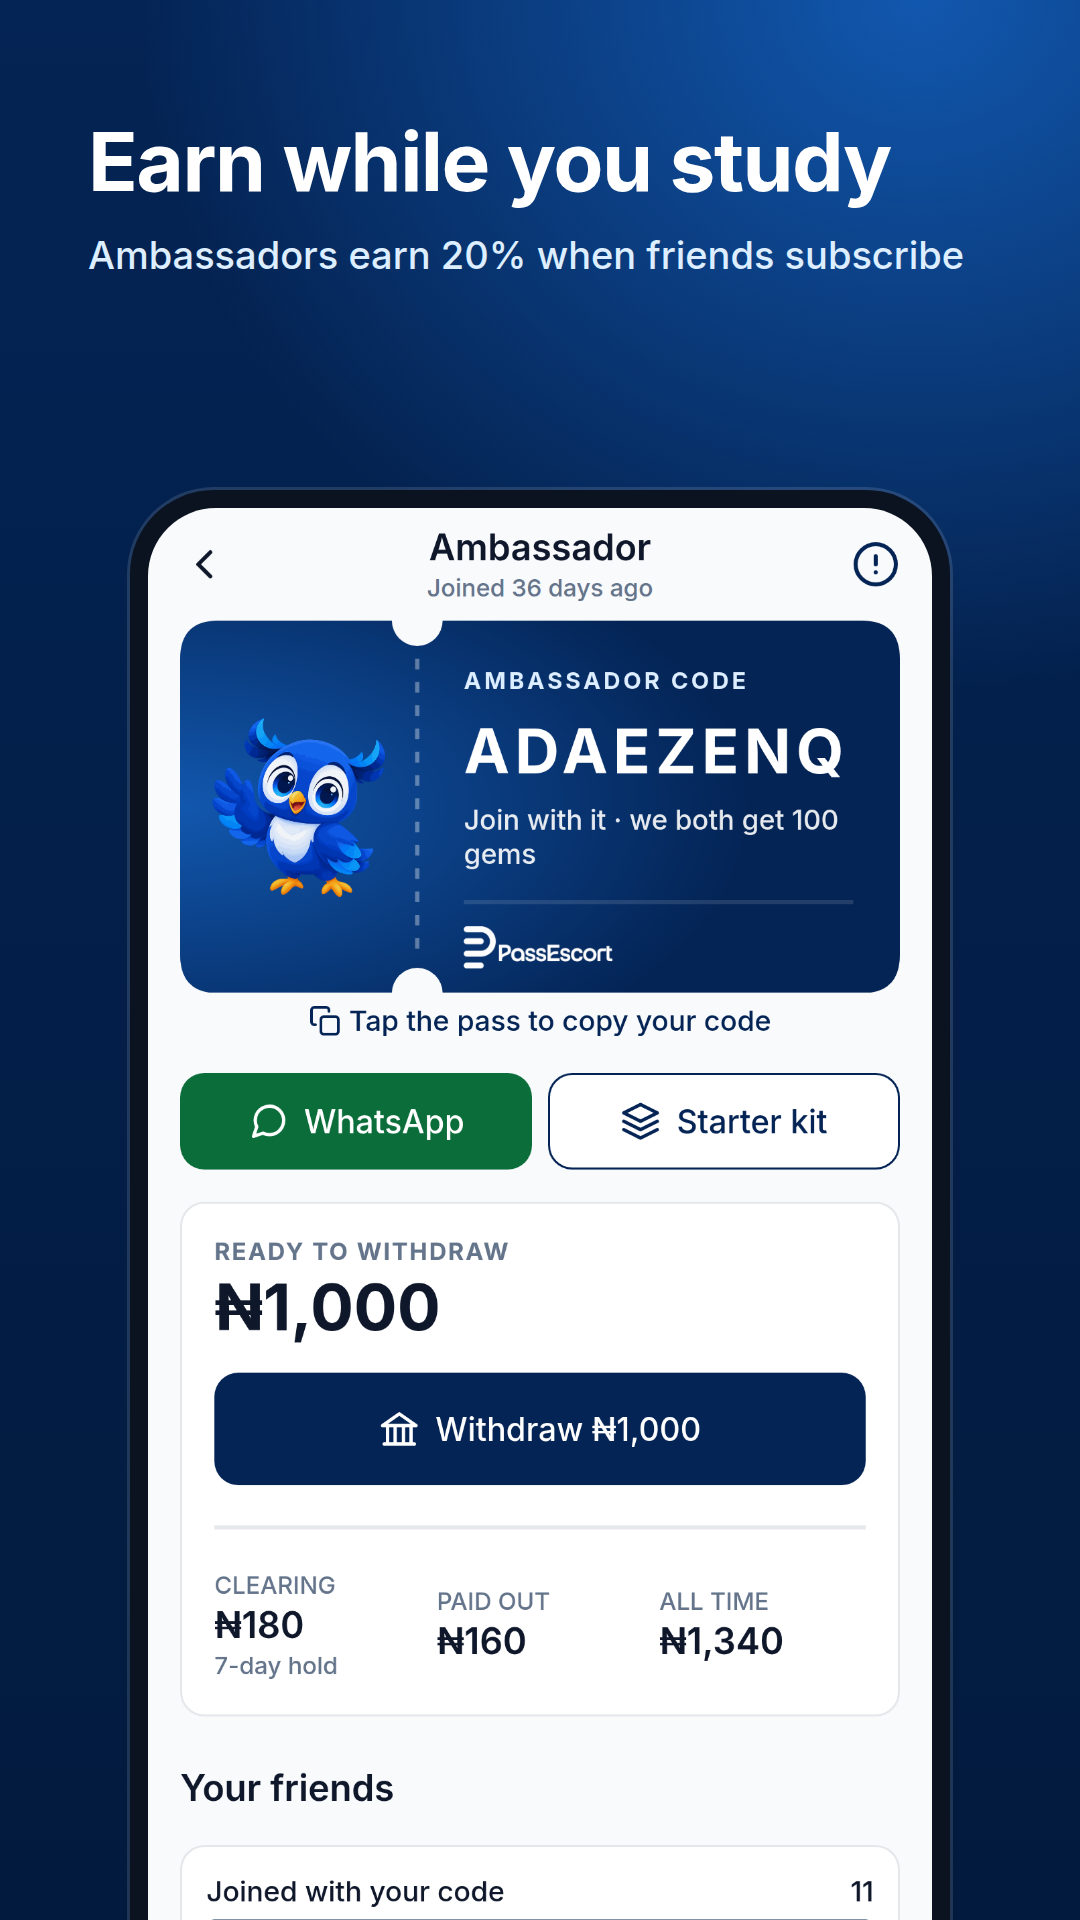 Earn while you study
Ambassadors earn 20% when friends subscribe
Ambassador
Joined 36 days ago
AMBASSADOR CODE
ADAEZENQ
Join with it · we both get 100
gems
PassEscort
Tap the pass to copy your code
WhatsApp
Starter kit
READY TO WITHDRAW
₦1,000
Withdraw ₦1,000
CLEARING
₦180
7-day hold
PAID OUT
₦160
ALL TIME
₦1,340
Your friends
Joined with your code 11